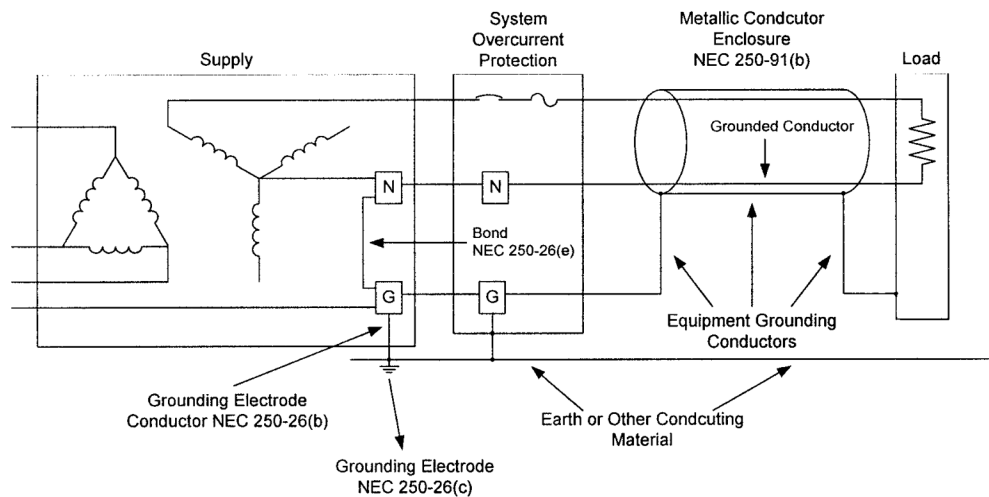 System
Overcurrent
Protection
Metallic Condcutor
Enclosure
NEC 250-91(b)
Supply
Load
Grounded Conductor
N
N
Bond
NEC 250-26(e)
G
G
Equipment Grounding
Conductors
Grounding Electrode
Conductor NEC 250-26(b)
Earth or Other Condcuting
Material
Grounding Electrode
NEC 250-26(c)